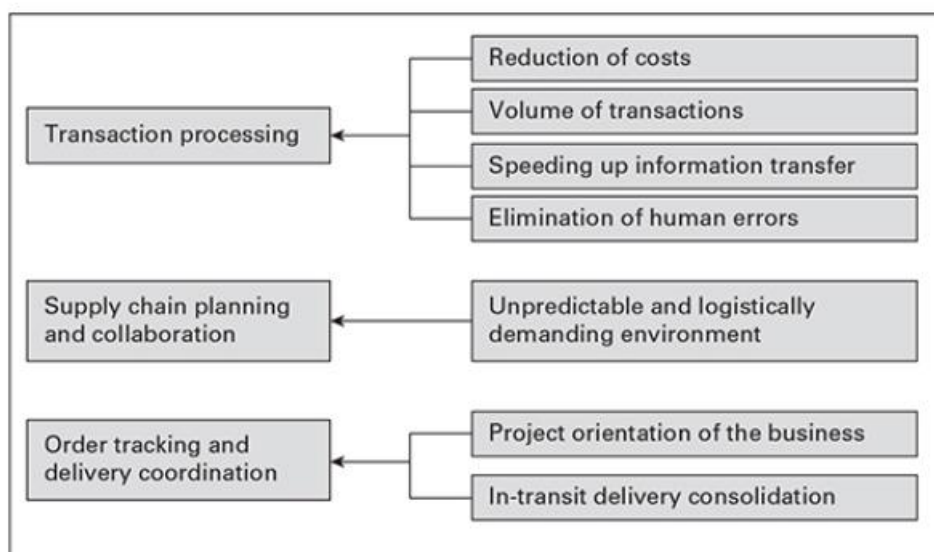 Reduction of costs
Volume of transactions
Transaction processing
Speeding up information transfer
Elimination of human errors
Supply chain planning
and collaboration
Unpredictable and logistically
demanding environment
Order tracking and
delivery coordination
Project orientation of the business
In-transit delivery consolidation